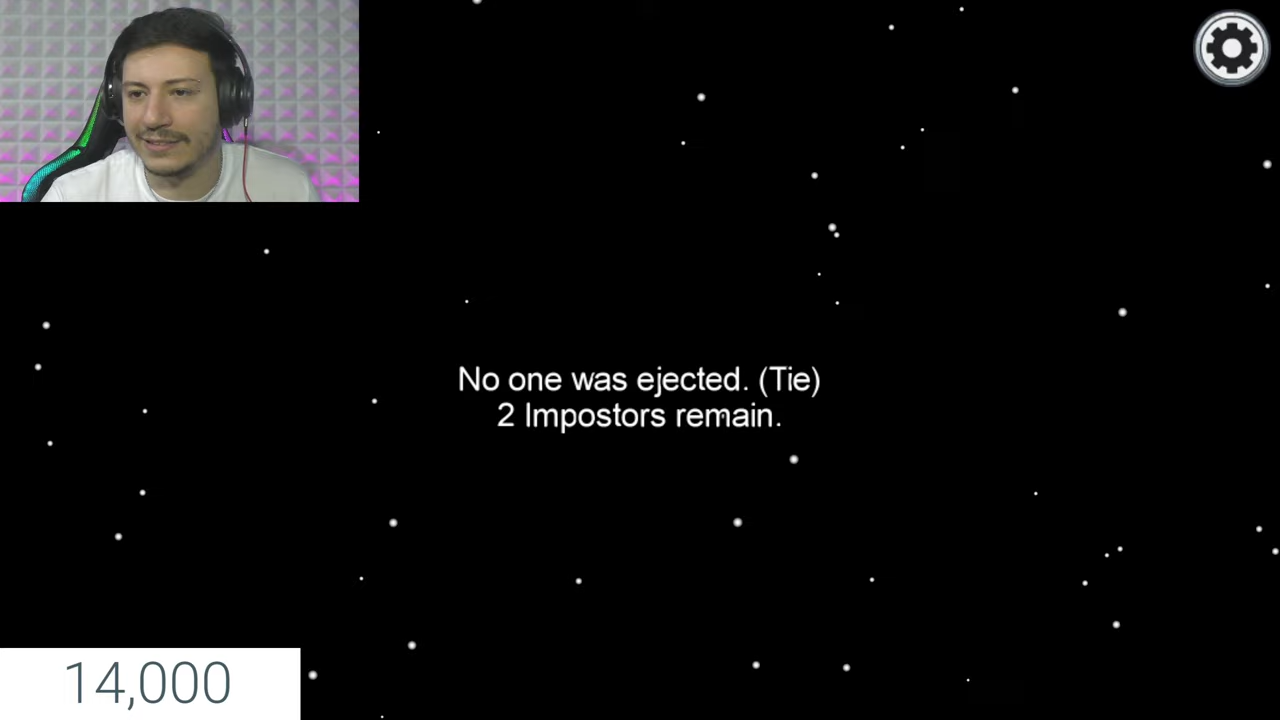 No one was ejected. (Tie)
2 Impostors remain.
14,000